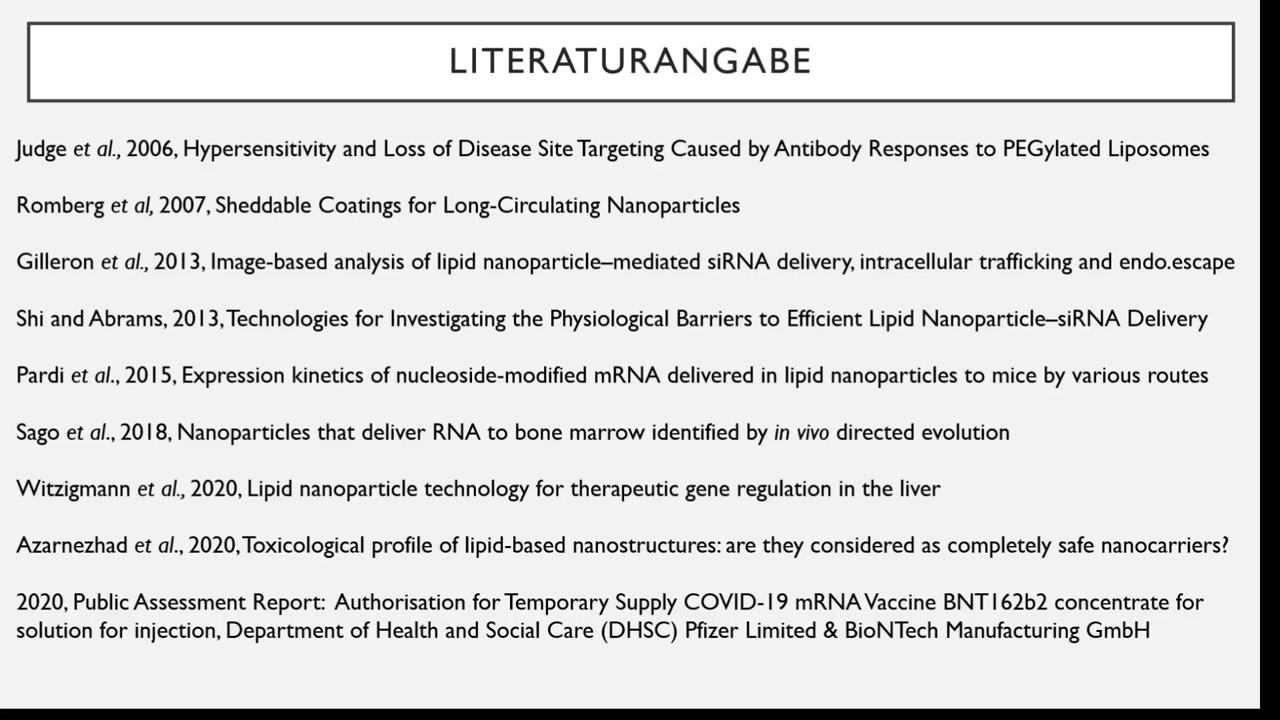 LITERATURANGABE
Judge et al., 2006, Hypersensitivity and Loss of Disease Site Targeting Caused by Antibody Responses to PEGylated Liposomes
Romberg et al, 2007, Sheddable Coatings for Long-Circulating Nanoparticles
Gilleron et al., 2013, Image-based analysis of lipid nanoparticle–mediated siRNA delivery, intracellular trafficking and endo.escape
Shi and Abrams, 2013, Technologies for Investigating the Physiological Barriers to Efficient Lipid Nanoparticle–siRNA Delivery
Pardi et al., 2015, Expression kinetics of nucleoside-modified mRNA delivered in lipid nanoparticles to mice by various routes
Sago et al., 2018, Nanoparticles that deliver RNA to bone marrow identified by in vivo directed evolution
Witzigmann et al., 2020, Lipid nanoparticle technology for therapeutic gene regulation in the liver
Azarnezhad et al., 2020, Toxicological profile of lipid-based nanostructures: are they considered as completely safe nanocarriers?
2020, Public Assessment Report: Authorisation for Temporary Supply COVID-19 mRNA Vaccine BNT162b2 concentrate for
solution for injection, Department of Health and Social Care (DHSC) Pfizer Limited & BioNTech Manufacturing GmbH